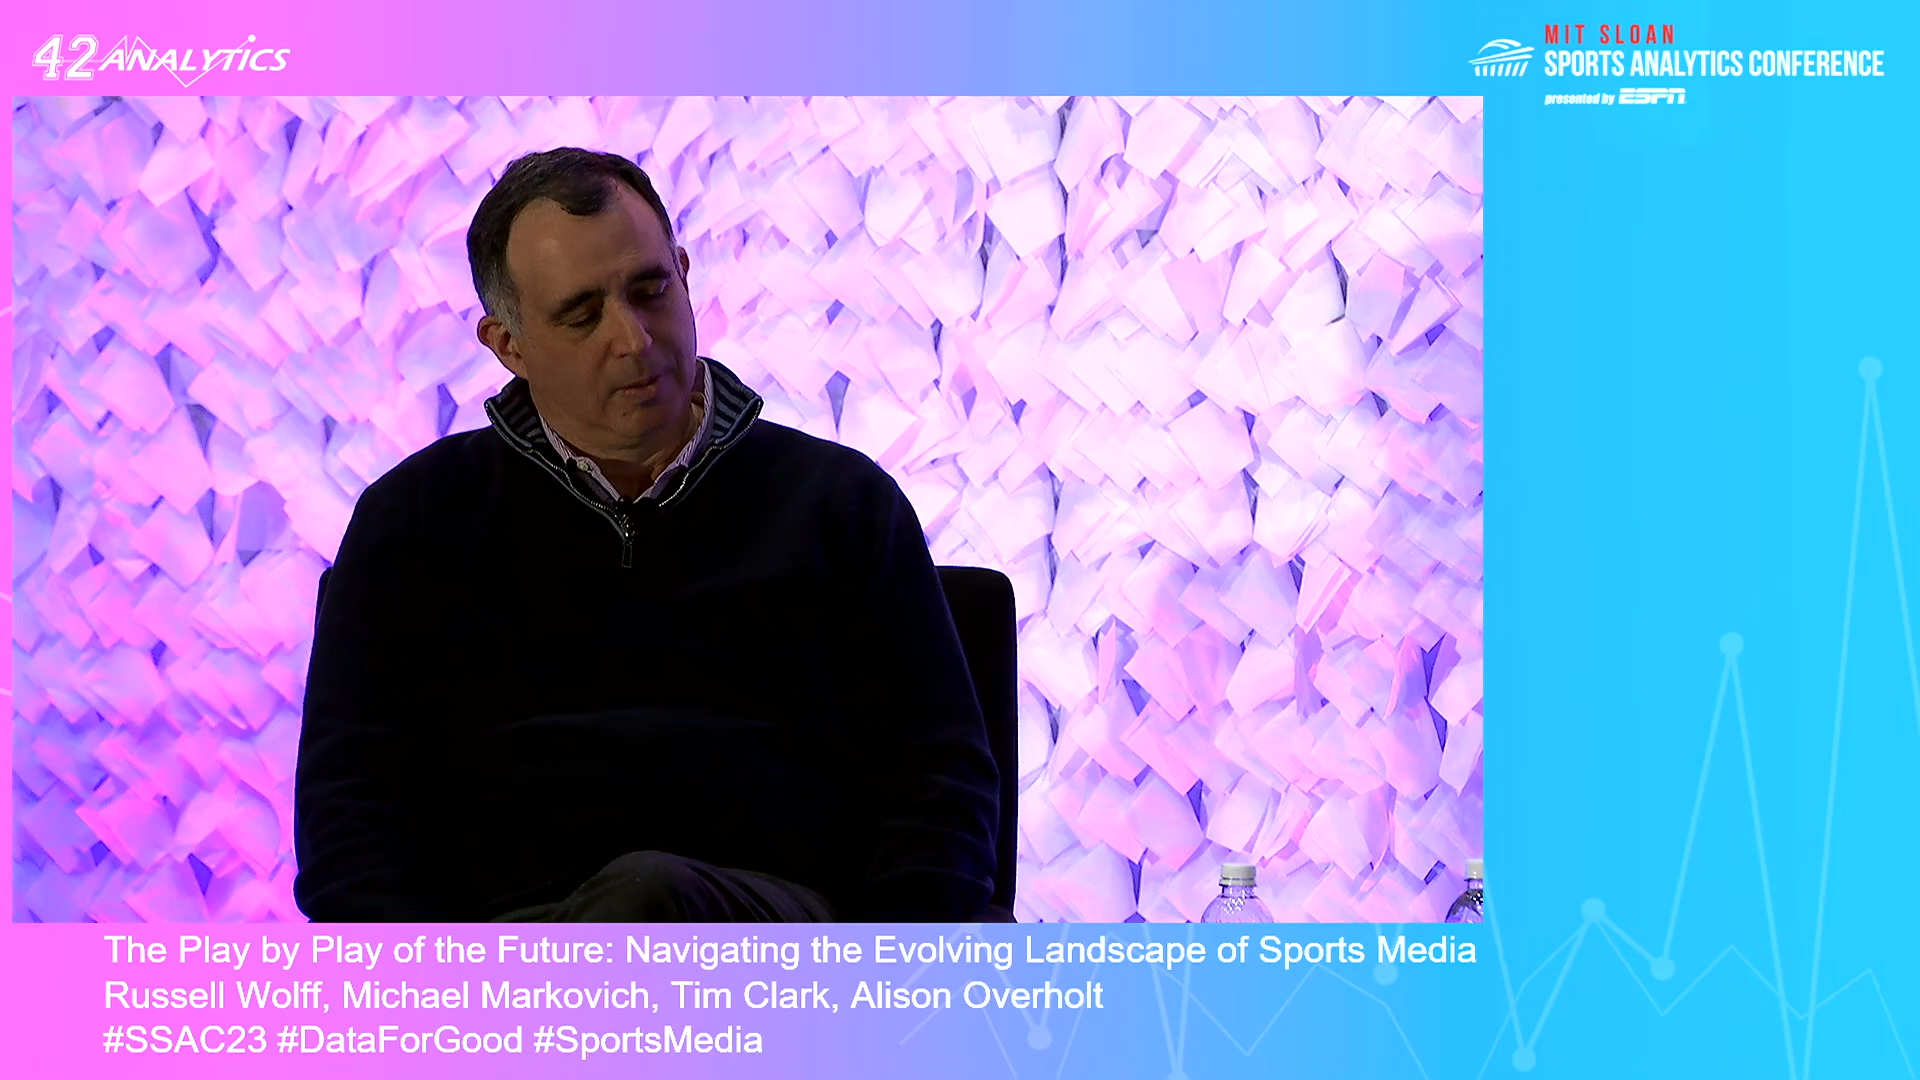 42 ANALYTICS
MIT SLOAN
SPORTS ANALYTICS CONFERENCE
presented by ESPN
The Play by Play of the Future: Navigating the Evolving Landscape of Sports Media
Russell Wolff, Michael Markovich, Tim Clark, Alison Overholt
#SSAC23 #DataForGood #SportsMedia